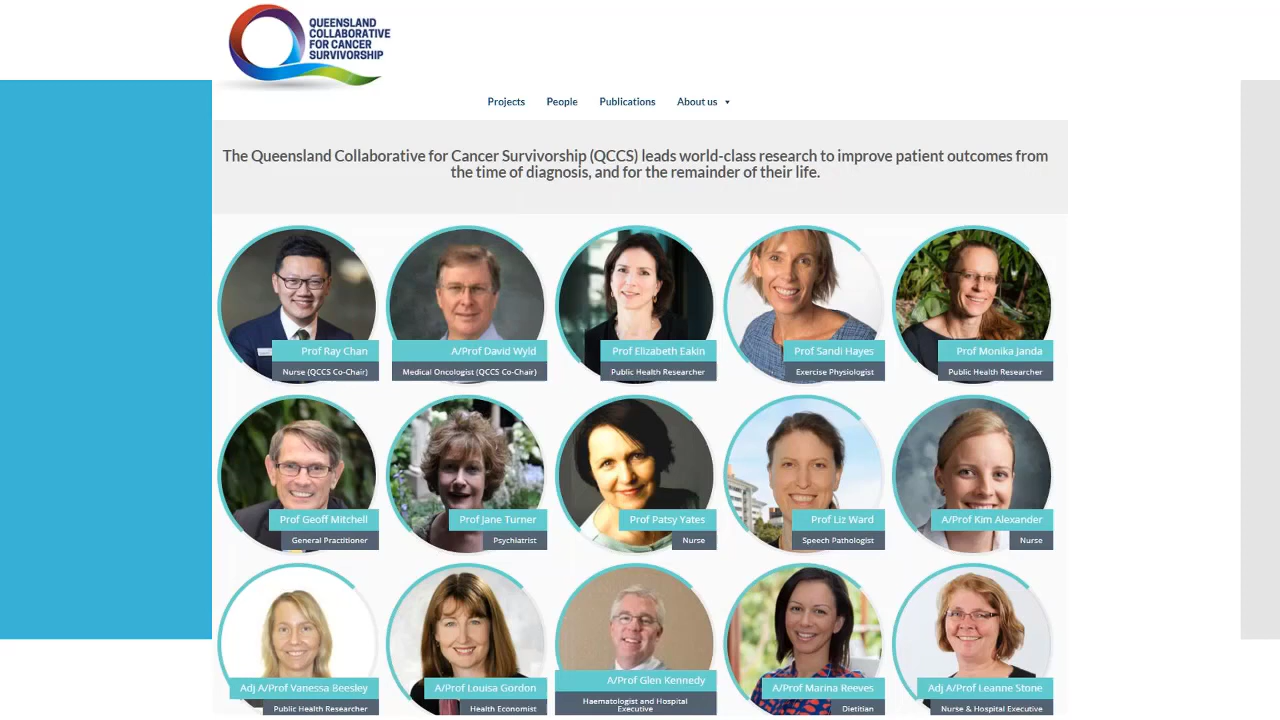 QUEENSLAND
COLLABORATIVE
FOR CANCER
SURVIVORSHIP
Projects People Publications About us
The Queensland Collaborative for Cancer Survivorship (QCCS) leads world-class research to improve patient outcomes from
the time of diagnosis, and for the remainder of their life.
Prof Ray Chan
Nurse (QCCS Co-Chair)
A/Prof David Wyld
Medical Oncologist (QCCS Co-Chair)
Prof Elizabeth Eakin
Public Health Researcher
Prof Sandi Hayes
Exercise Physiologist
Prof Monika Janda
Public Health Researcher
Prof Geoff Mitchell
General Practitioner
Prof Jane Turner
Psychiatrist
Prof Patsy Yates
Nurse
Prof Liz Ward
Speech Pathologist
A/Prof Kim Alexander
Nurse
Adj A/Prof Vanessa Beesley
Public Health Researcher
A/Prof Louisa Gordon
Health Economist
A/Prof Glen Kennedy
Haematologist and Hospital
Executive
A/Prof Marina Reeves
Dietitian
Adj A/Prof Leanne Stone
Nurse & Hospital Executive